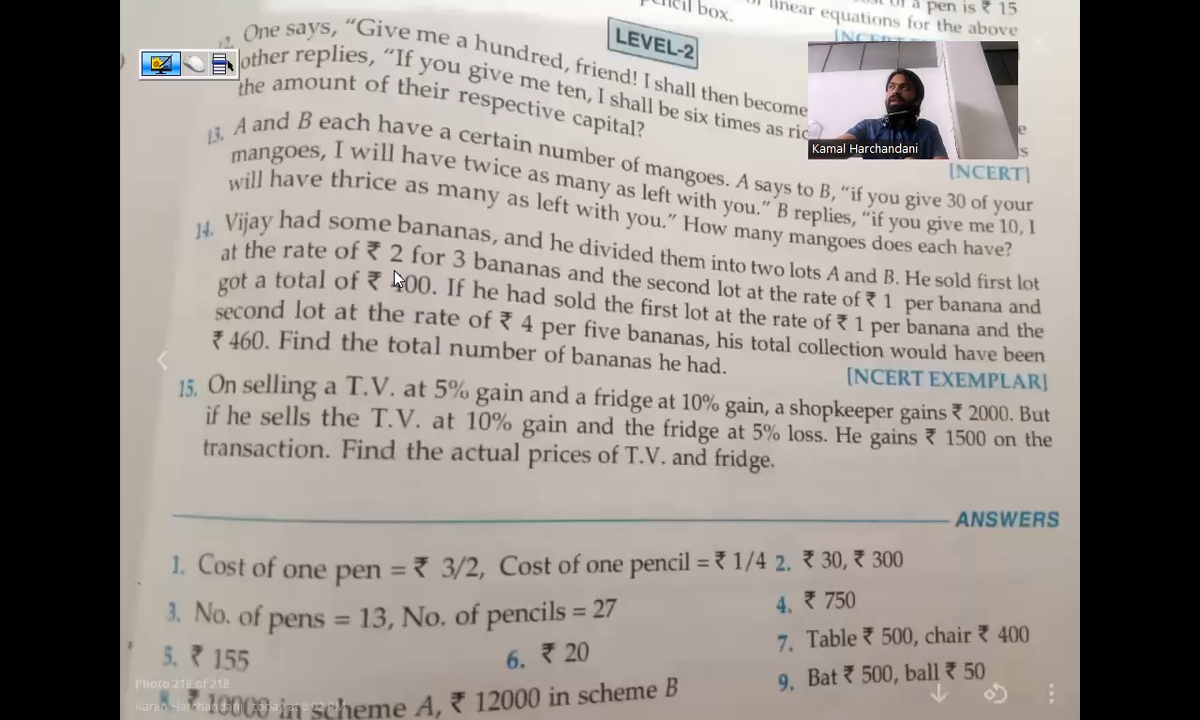 of a pen is ₹ 15
pencil box.
linear equations for the above
LEVEL-2
One says, "Give me a hundred, friend! I shall then become
other replies, "If you give me ten, I shall be six times as
the amount of their respective capital?
[NCERT]
13. A and B each have a certain number of mangoes. A says to B, "if you give 30 of your
mangoes, I will have twice as many as left with you." B replies, "if you give me 10, I
will have thrice as many as left with you." How many mangoes does each have?
14. Vijay had some bananas, and he divided them into two lots A and B. He sold first lot
at the rate of ₹ 2 for 3 bananas and the second lot at the rate of ₹ 1 per banana and
got a total of ₹ 400. If he had sold the first lot at the rate of ₹ 1 per banana and the
second lot at the rate of ₹ 4 per five bananas, his total collection would have been
₹ 460. Find the total number of bananas he had.
[NCERT EXEMPLAR]
15. On selling a T.V. at 5% gain and a fridge at 10% gain, a shopkeeper gains ₹ 2000. But
if he sells the T.V. at 10% gain and the fridge at 5% loss. He gains ₹ 1500 on the
transaction. Find the actual prices of T.V. and fridge.
ANSWERS
1. Cost of one pen = ₹ 3/2, Cost of one pencil = ₹ 1/4 2. ₹ 30, ₹ 300
3. No. of pens = 13, No. of pencils = 27 4. ₹ 750
5. ₹ 155 6. ₹ 20 7. Table ₹ 500, chair ₹ 400
₹ 10000 in scheme A, ₹ 12000 in scheme B 9. Bat ₹ 500, ball ₹ 50
Kamal Harchandani
Photo 218 of 218
Karan Harchandani today at 8:02 PM